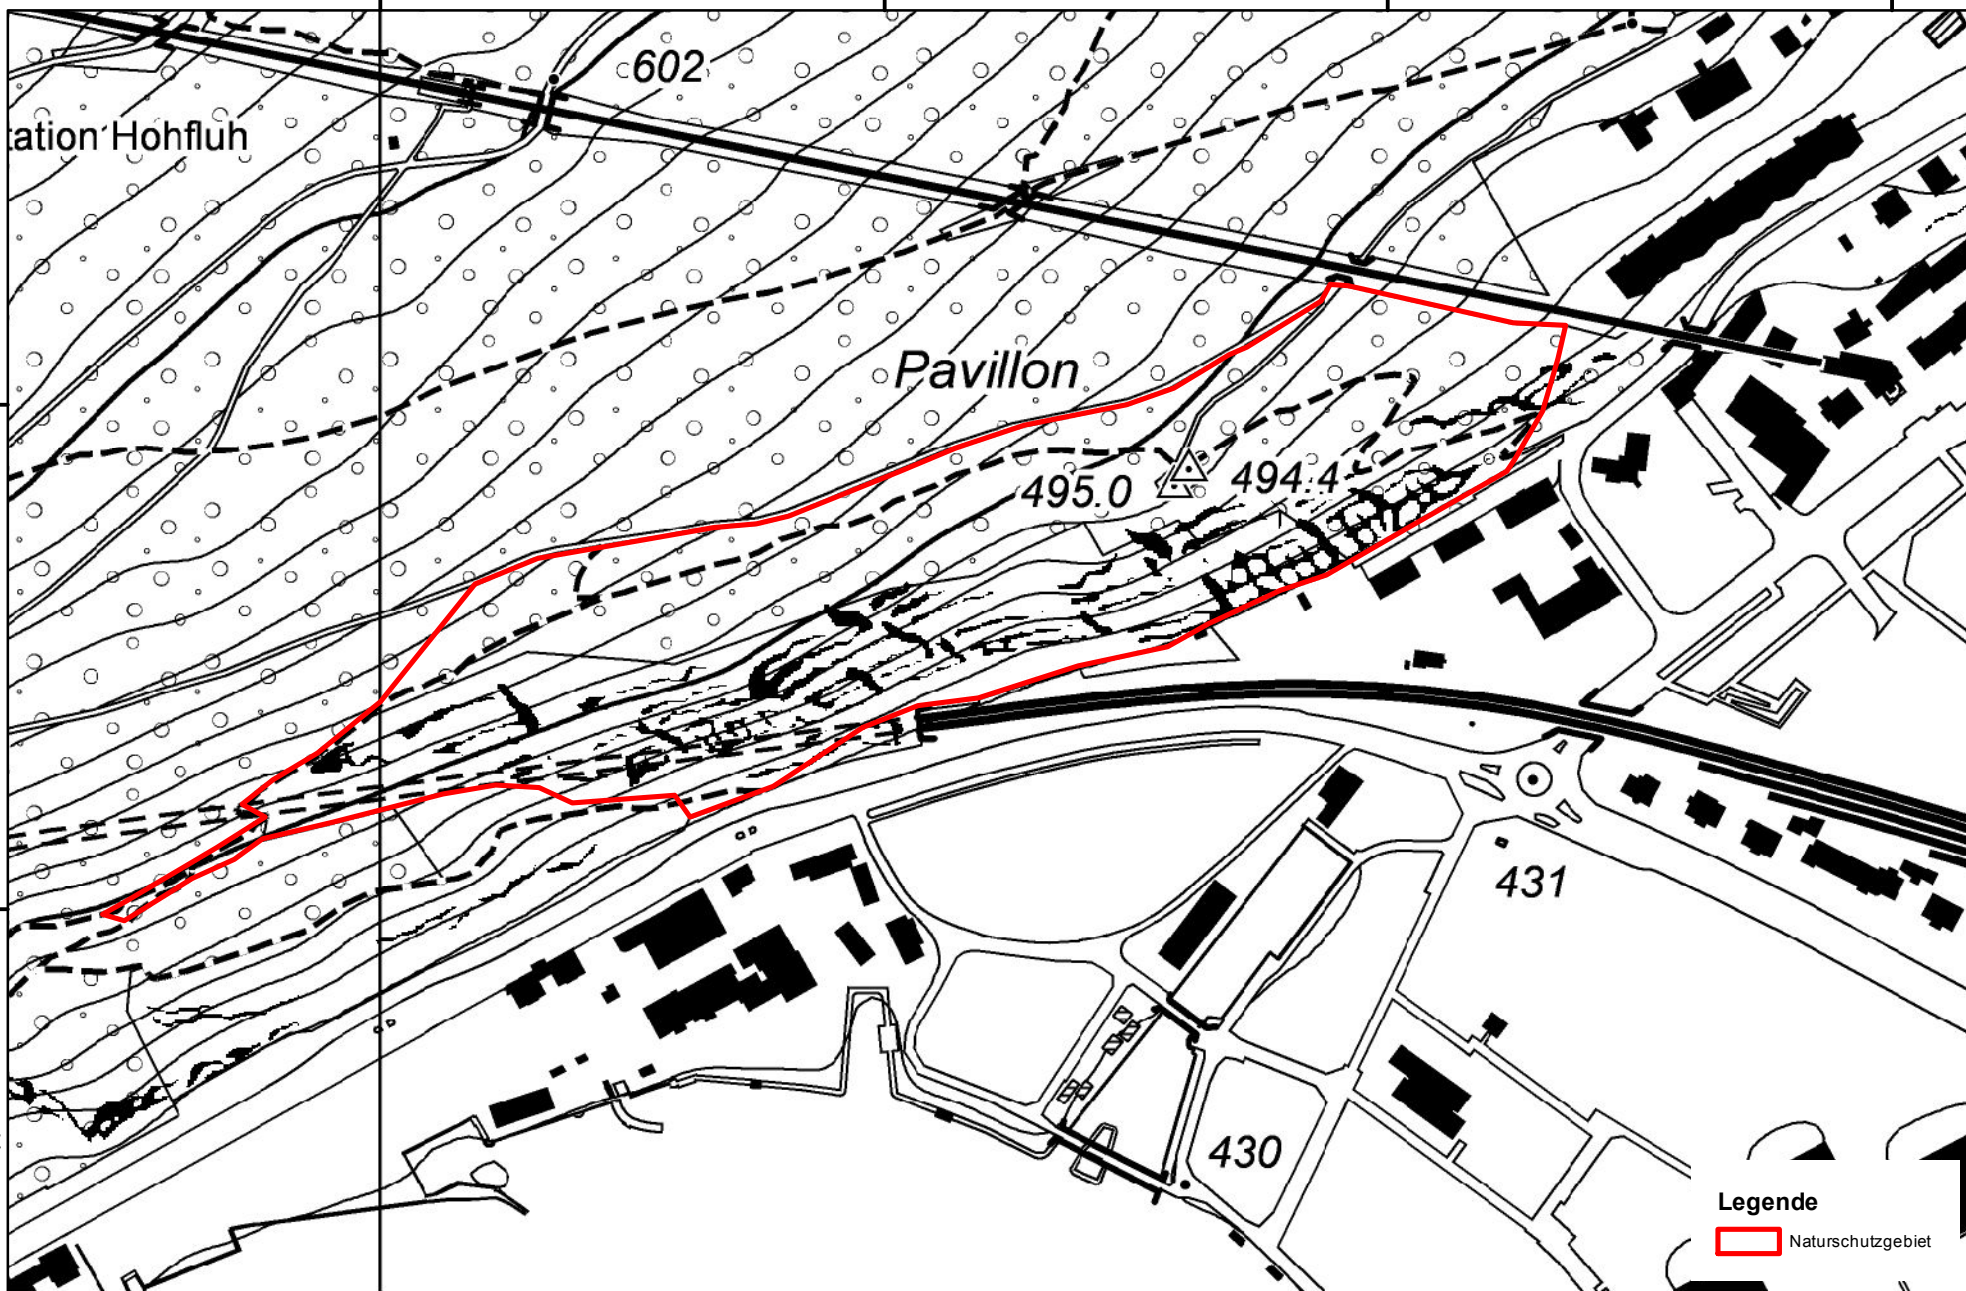 602
tation Hohfluh
Pavillon
495.0
494.4
431
430
Legende
Naturschutzgebiet